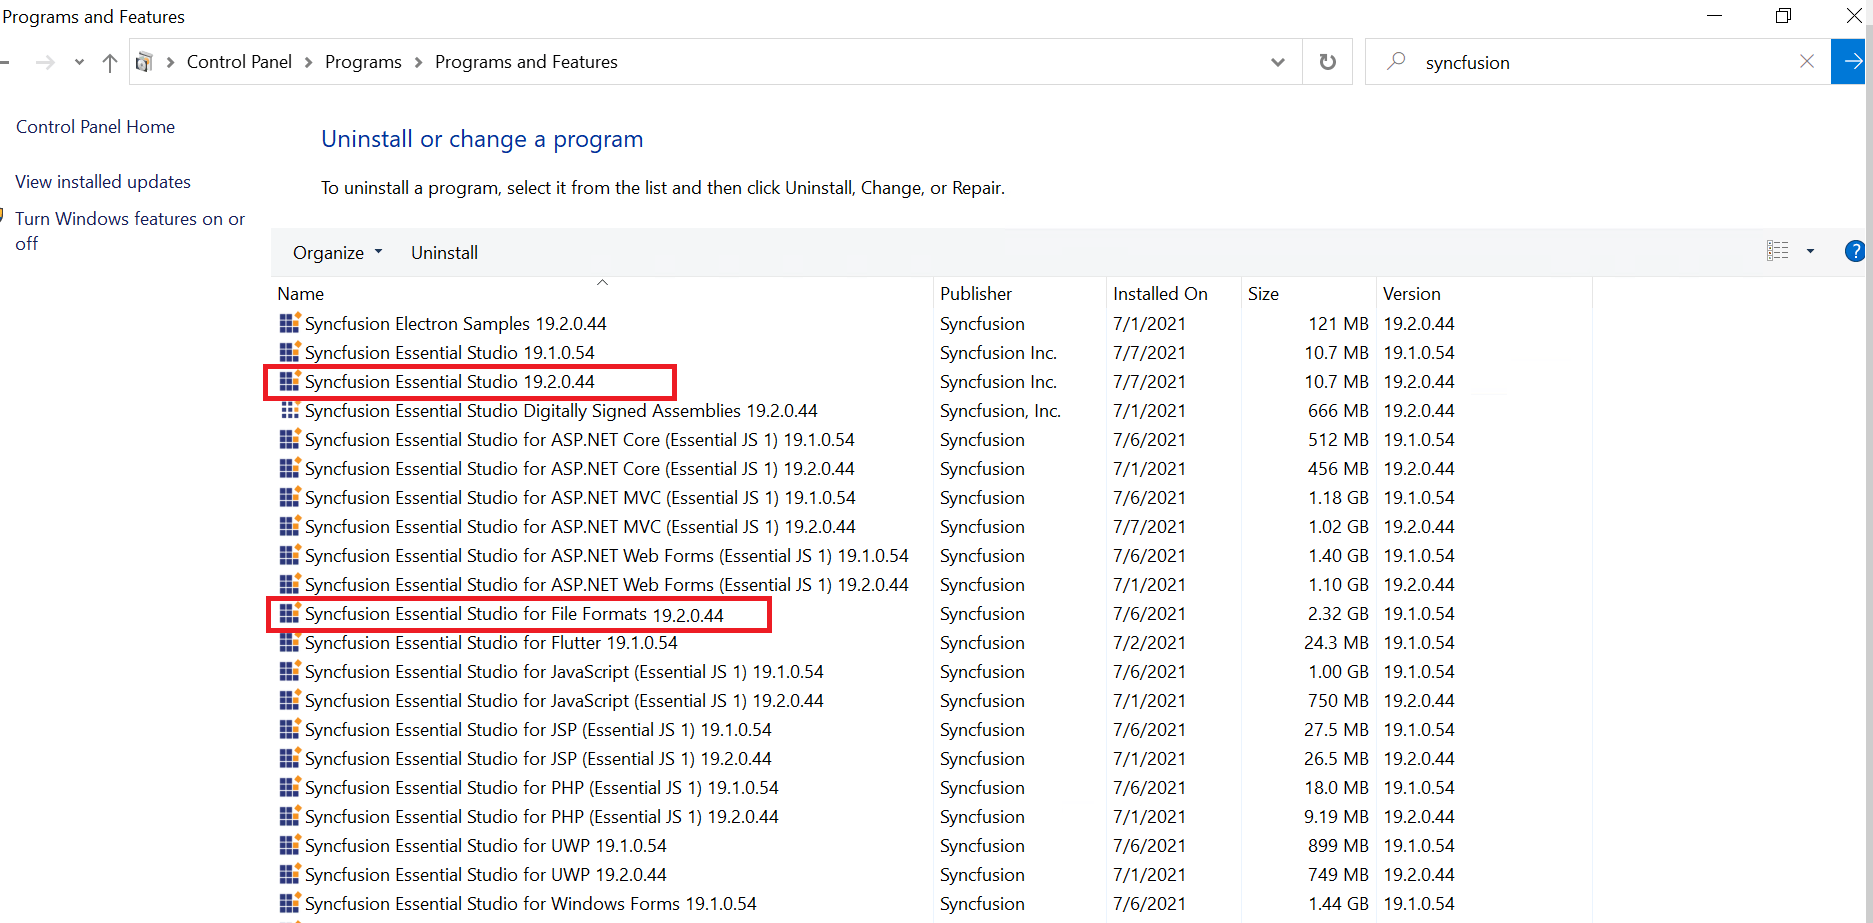 Programs and Features
Control Panel Programs Programs and Features
syncfusion
Control Panel Home
View installed updates
Turn Windows features on or
off
Uninstall or change a program
To uninstall a program, select it from the list and then click Uninstall, Change, or Repair.
Organize Uninstall
?
Name Publisher Installed On Size Version
Syncfusion Electron Samples 19.2.0.44 Syncfusion 7/1/2021 121 MB 19.2.0.44
Syncfusion Essential Studio 19.1.0.54 Syncfusion Inc. 7/7/2021 10.7 MB 19.1.0.54
Syncfusion Essential Studio 19.2.0.44 Syncfusion Inc. 7/7/2021 10.7 MB 19.2.0.44
Syncfusion Essential Studio Digitally Signed Assemblies 19.2.0.44 Syncfusion, Inc. 7/1/2021 666 MB 19.2.0.44
Syncfusion Essential Studio for ASP.NET Core (Essential JS 1) 19.1.0.54 Syncfusion 7/6/2021 512 MB 19.1.0.54
Syncfusion Essential Studio for ASP.NET Core (Essential JS 1) 19.2.0.44 Syncfusion 7/1/2021 456 MB 19.2.0.44
Syncfusion Essential Studio for ASP.NET MVC (Essential JS 1) 19.1.0.54 Syncfusion 7/6/2021 1.18 GB 19.1.0.54
Syncfusion Essential Studio for ASP.NET MVC (Essential JS 1) 19.2.0.44 Syncfusion 7/7/2021 1.02 GB 19.2.0.44
Syncfusion Essential Studio for ASP.NET Web Forms (Essential JS 1) 19.1.0.54 Syncfusion 7/6/2021 1.40 GB 19.1.0.54
Syncfusion Essential Studio for ASP.NET Web Forms (Essential JS 1) 19.2.0.44 Syncfusion 7/1/2021 1.10 GB 19.2.0.44
Syncfusion Essential Studio for File Formats 19.2.0.44 Syncfusion 7/6/2021 2.32 GB 19.1.0.54
Syncfusion Essential Studio for Flutter 19.1.0.54 Syncfusion 7/2/2021 24.3 MB 19.1.0.54
Syncfusion Essential Studio for JavaScript (Essential JS 1) 19.1.0.54 Syncfusion 7/6/2021 1.00 GB 19.1.0.54
Syncfusion Essential Studio for JavaScript (Essential JS 1) 19.2.0.44 Syncfusion 7/1/2021 750 MB 19.2.0.44
Syncfusion Essential Studio for JSP (Essential JS 1) 19.1.0.54 Syncfusion 7/6/2021 27.5 MB 19.1.0.54
Syncfusion Essential Studio for JSP (Essential JS 1) 19.2.0.44 Syncfusion 7/1/2021 26.5 MB 19.2.0.44
Syncfusion Essential Studio for PHP (Essential JS 1) 19.1.0.54 Syncfusion 7/6/2021 18.0 MB 19.1.0.54
Syncfusion Essential Studio for PHP (Essential JS 1) 19.2.0.44 Syncfusion 7/1/2021 9.19 MB 19.2.0.44
Syncfusion Essential Studio for UWP 19.1.0.54 Syncfusion 7/6/2021 899 MB 19.1.0.54
Syncfusion Essential Studio for UWP 19.2.0.44 Syncfusion 7/1/2021 749 MB 19.2.0.44
Syncfusion Essential Studio for Windows Forms 19.1.0.54 Syncfusion 7/6/2021 1.44 GB 19.1.0.54